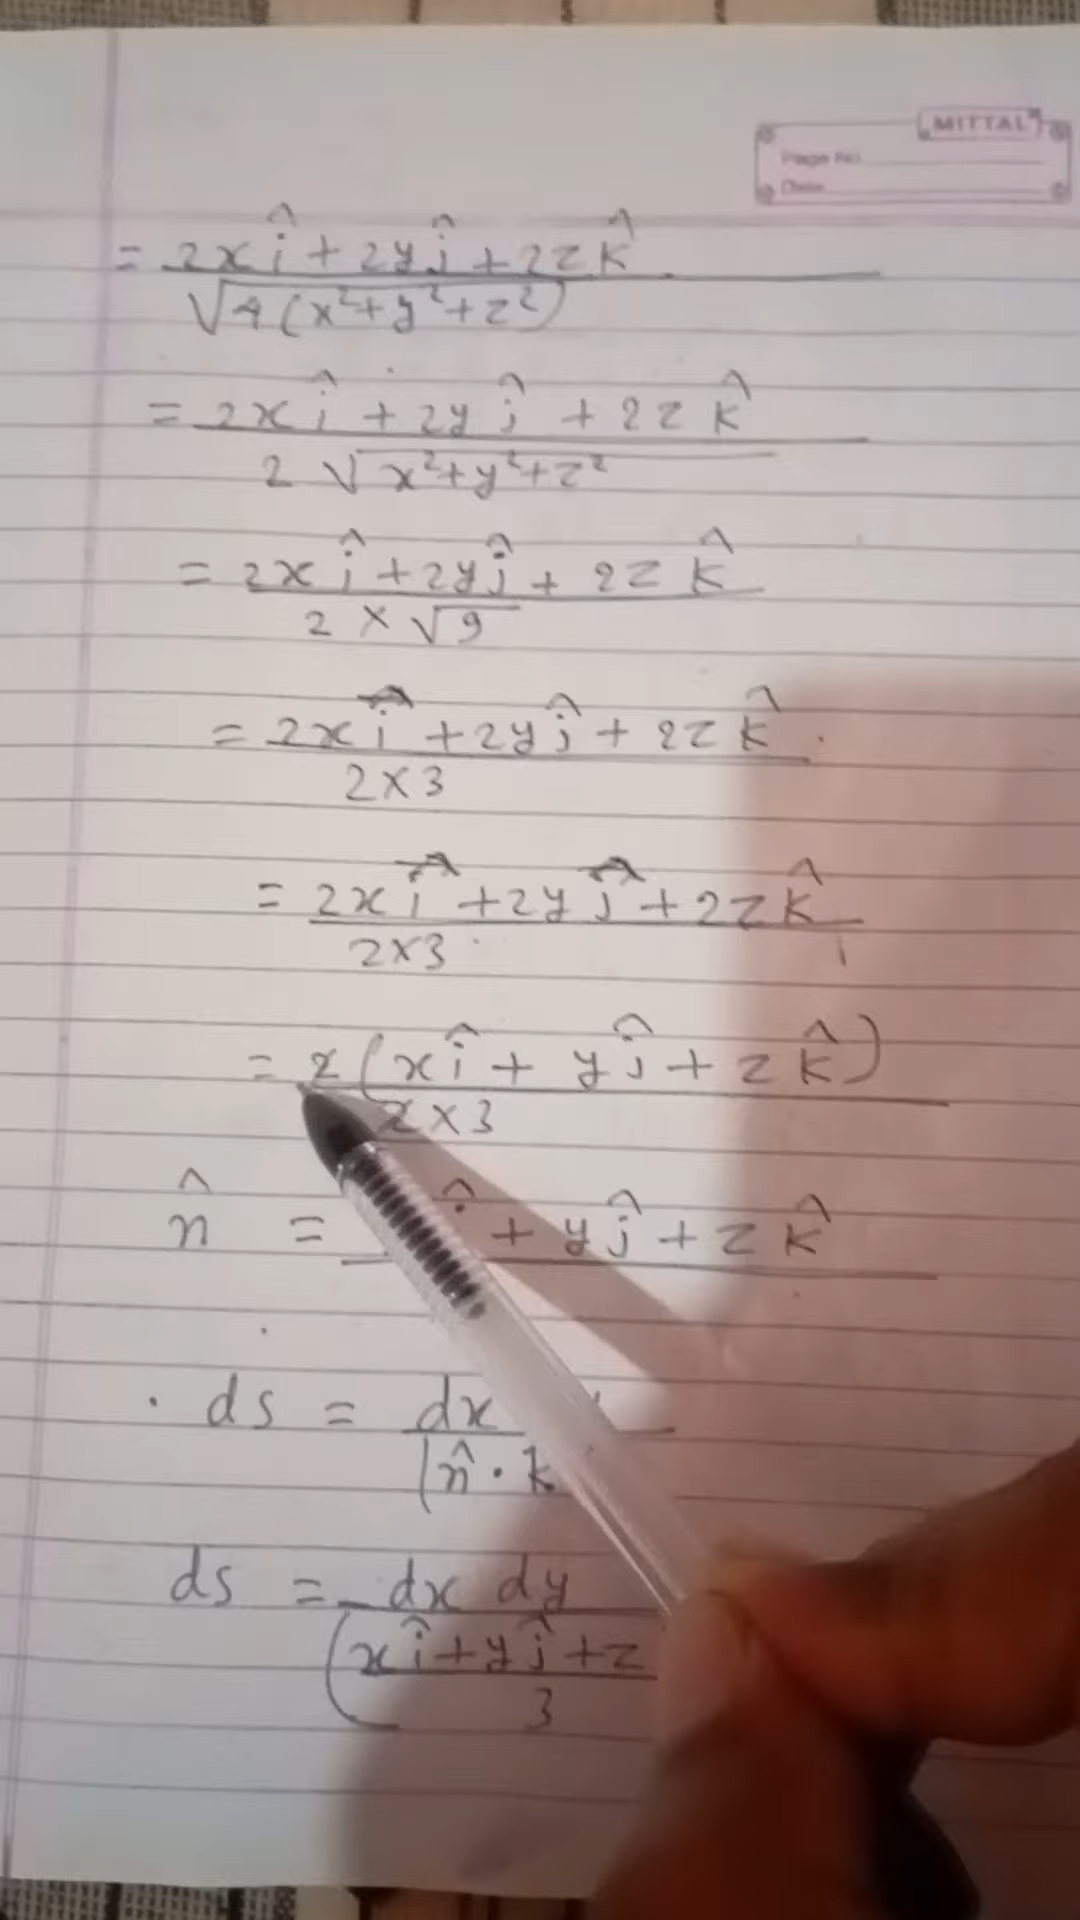 MITTAL
Page No.
Date
= 2xî + 2yĵ + 2zk̂
√4(x²+y²+z²)
= 2xî + 2yĵ + 2zk̂
2 √x²+y²+z²
= 2xî + 2yĵ + 2zk̂
2 × √9
= 2xî + 2yĵ + 2zk̂
2×3
= 2xî + 2yĵ + 2zk̂
2×3
= 2(xî + yĵ + zk̂)
2×3
n̂ = + yĵ + zk̂
ds = dx
|n̂ · k
ds = dx dy
(xî+yĵ+z
3